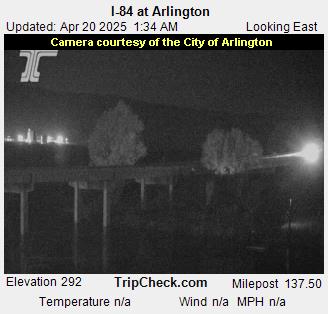 I-84 at Arlington
Updated: Apr 20 2025 1:34 AM Looking East
Camera courtesy of the City of Arlington
Elevation 292 TripCheck.com Milepost 137.50
Temperature n/a Wind n/a MPH n/a